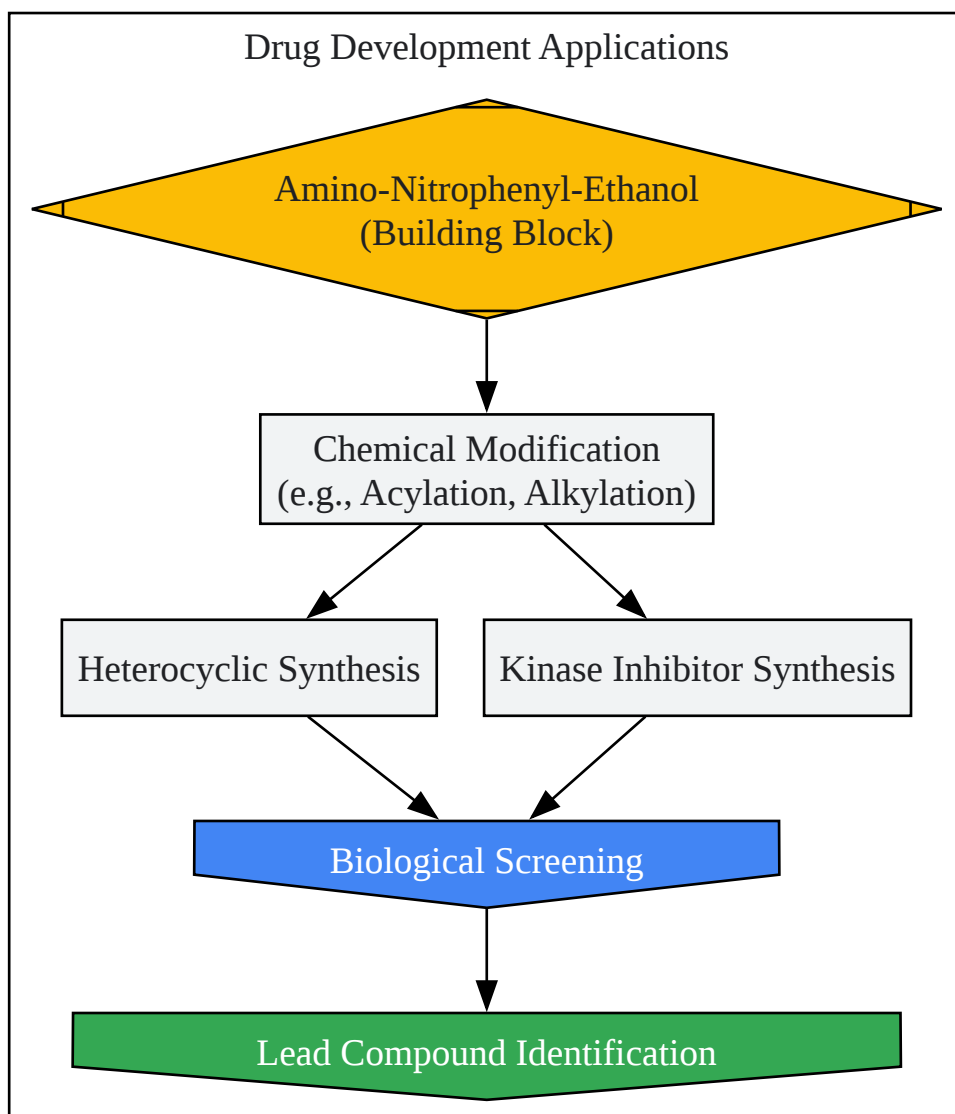 Drug Development Applications
Amino-Nitrophenyl-Ethanol
(Building Block)
Chemical Modification
(e.g., Acylation, Alkylation)
Heterocyclic Synthesis
Kinase Inhibitor Synthesis
Biological Screening
Lead Compound Identification